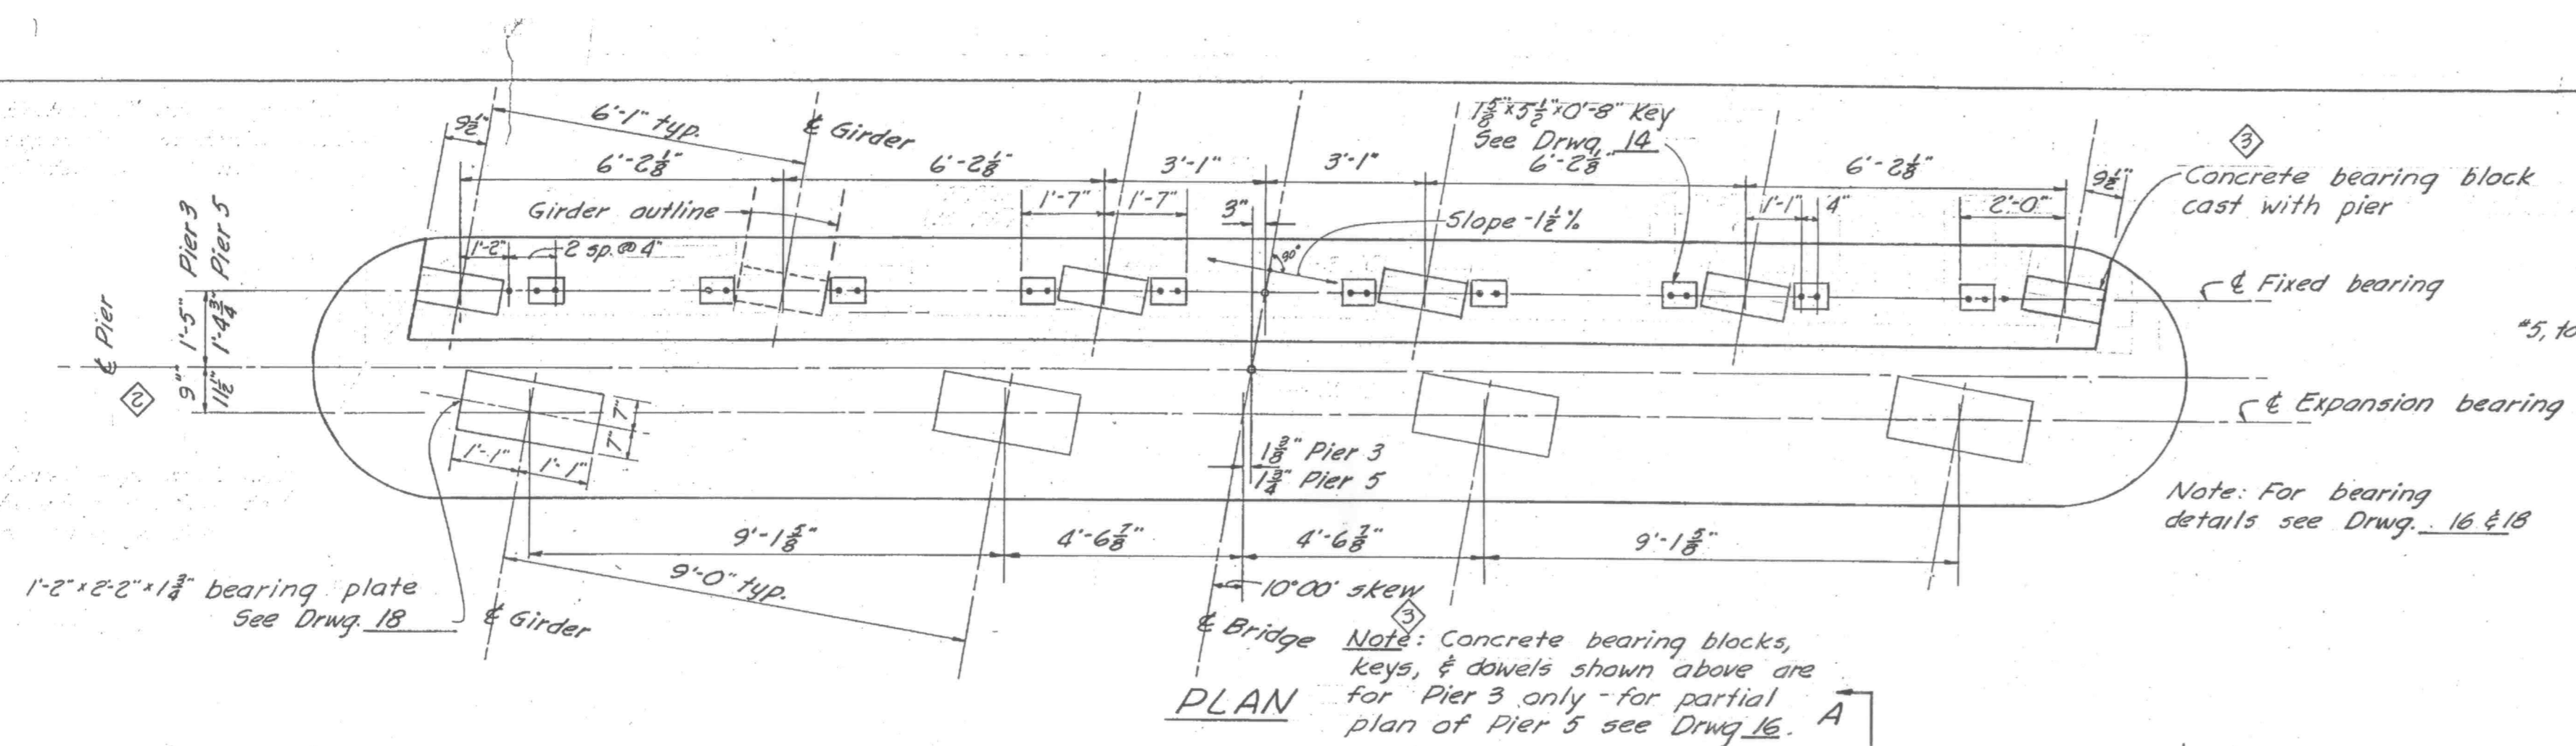 9½"
6'-1" typ.
℄ Girder
1⅝"×5½"×0'-8" Key
See Drwg. 14
6'-2⅛"
6'-2⅛"
3'-1"
3'-1"
6'-2⅛"
6'-2⅛"
9½"
3
Concrete bearing block
cast with pier
Girder outline
1'-7"
1'-7"
3"
Slope -1½%
1'-1"
4"
2'-0"
1'-2"
2 sp. @ 4"
90°
℄ Fixed bearing
℄ Pier
2
1'-5" Pier 3
1'-4¾" Pier 5
9"
11½"
#5, to
7"
7"
1'-1"
1'-1"
℄ Expansion bearing
1⅜" Pier 3
1¾" Pier 5
Note: For bearing
details see Drwg. 16 & 18
9'-1⅝"
4'-6⅞"
4'-6⅞"
9'-1⅝"
9'-0" typ.
10°00' skew
1'-2"×2'-2"×1¾" bearing plate
See Drwg. 18
℄ Girder
℄ Bridge
3
Note: Concrete bearing blocks,
keys, & dowels shown above are
for Pier 3 only - for partial
plan of Pier 5 see Drwg 16.
PLAN
A